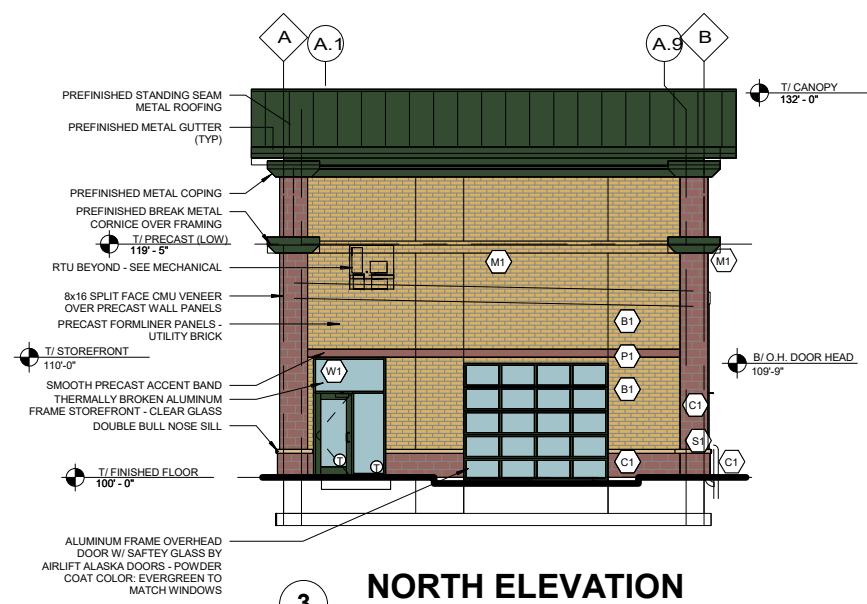 A
A.1
A.9
B
PREFINISHED STANDING SEAM
METAL ROOFING
PREFINISHED METAL GUTTER
(TYP)
T/ CANOPY
132' - 0"
PREFINISHED METAL COPING
PREFINISHED BREAK METAL
CORNICE OVER FRAMING
T/ PRECAST (LOW)
119' - 5"
M1
M1
RTU BEYOND - SEE MECHANICAL
8x16 SPLIT FACE CMU VENEER
OVER PRECAST WALL PANELS
PRECAST FORMLINER PANELS -
UTILITY BRICK
B1
T/ STOREFRONT
110'-0"
P1
B/ O.H. DOOR HEAD
109'-9"
SMOOTH PRECAST ACCENT BAND
THERMALLY BROKEN ALUMINUM
FRAME STOREFRONT - CLEAR GLASS
DOUBLE BULL NOSE SILL
W1
B1
C1
S1
T
T
C1
C1
T/ FINISHED FLOOR
100' - 0"
ALUMINUM FRAME OVERHEAD
DOOR W/ SAFTEY GLASS BY
AIRLIFT ALASKA DOORS - POWDER
COAT COLOR: EVERGREEN TO
MATCH WINDOWS
3
NORTH ELEVATION